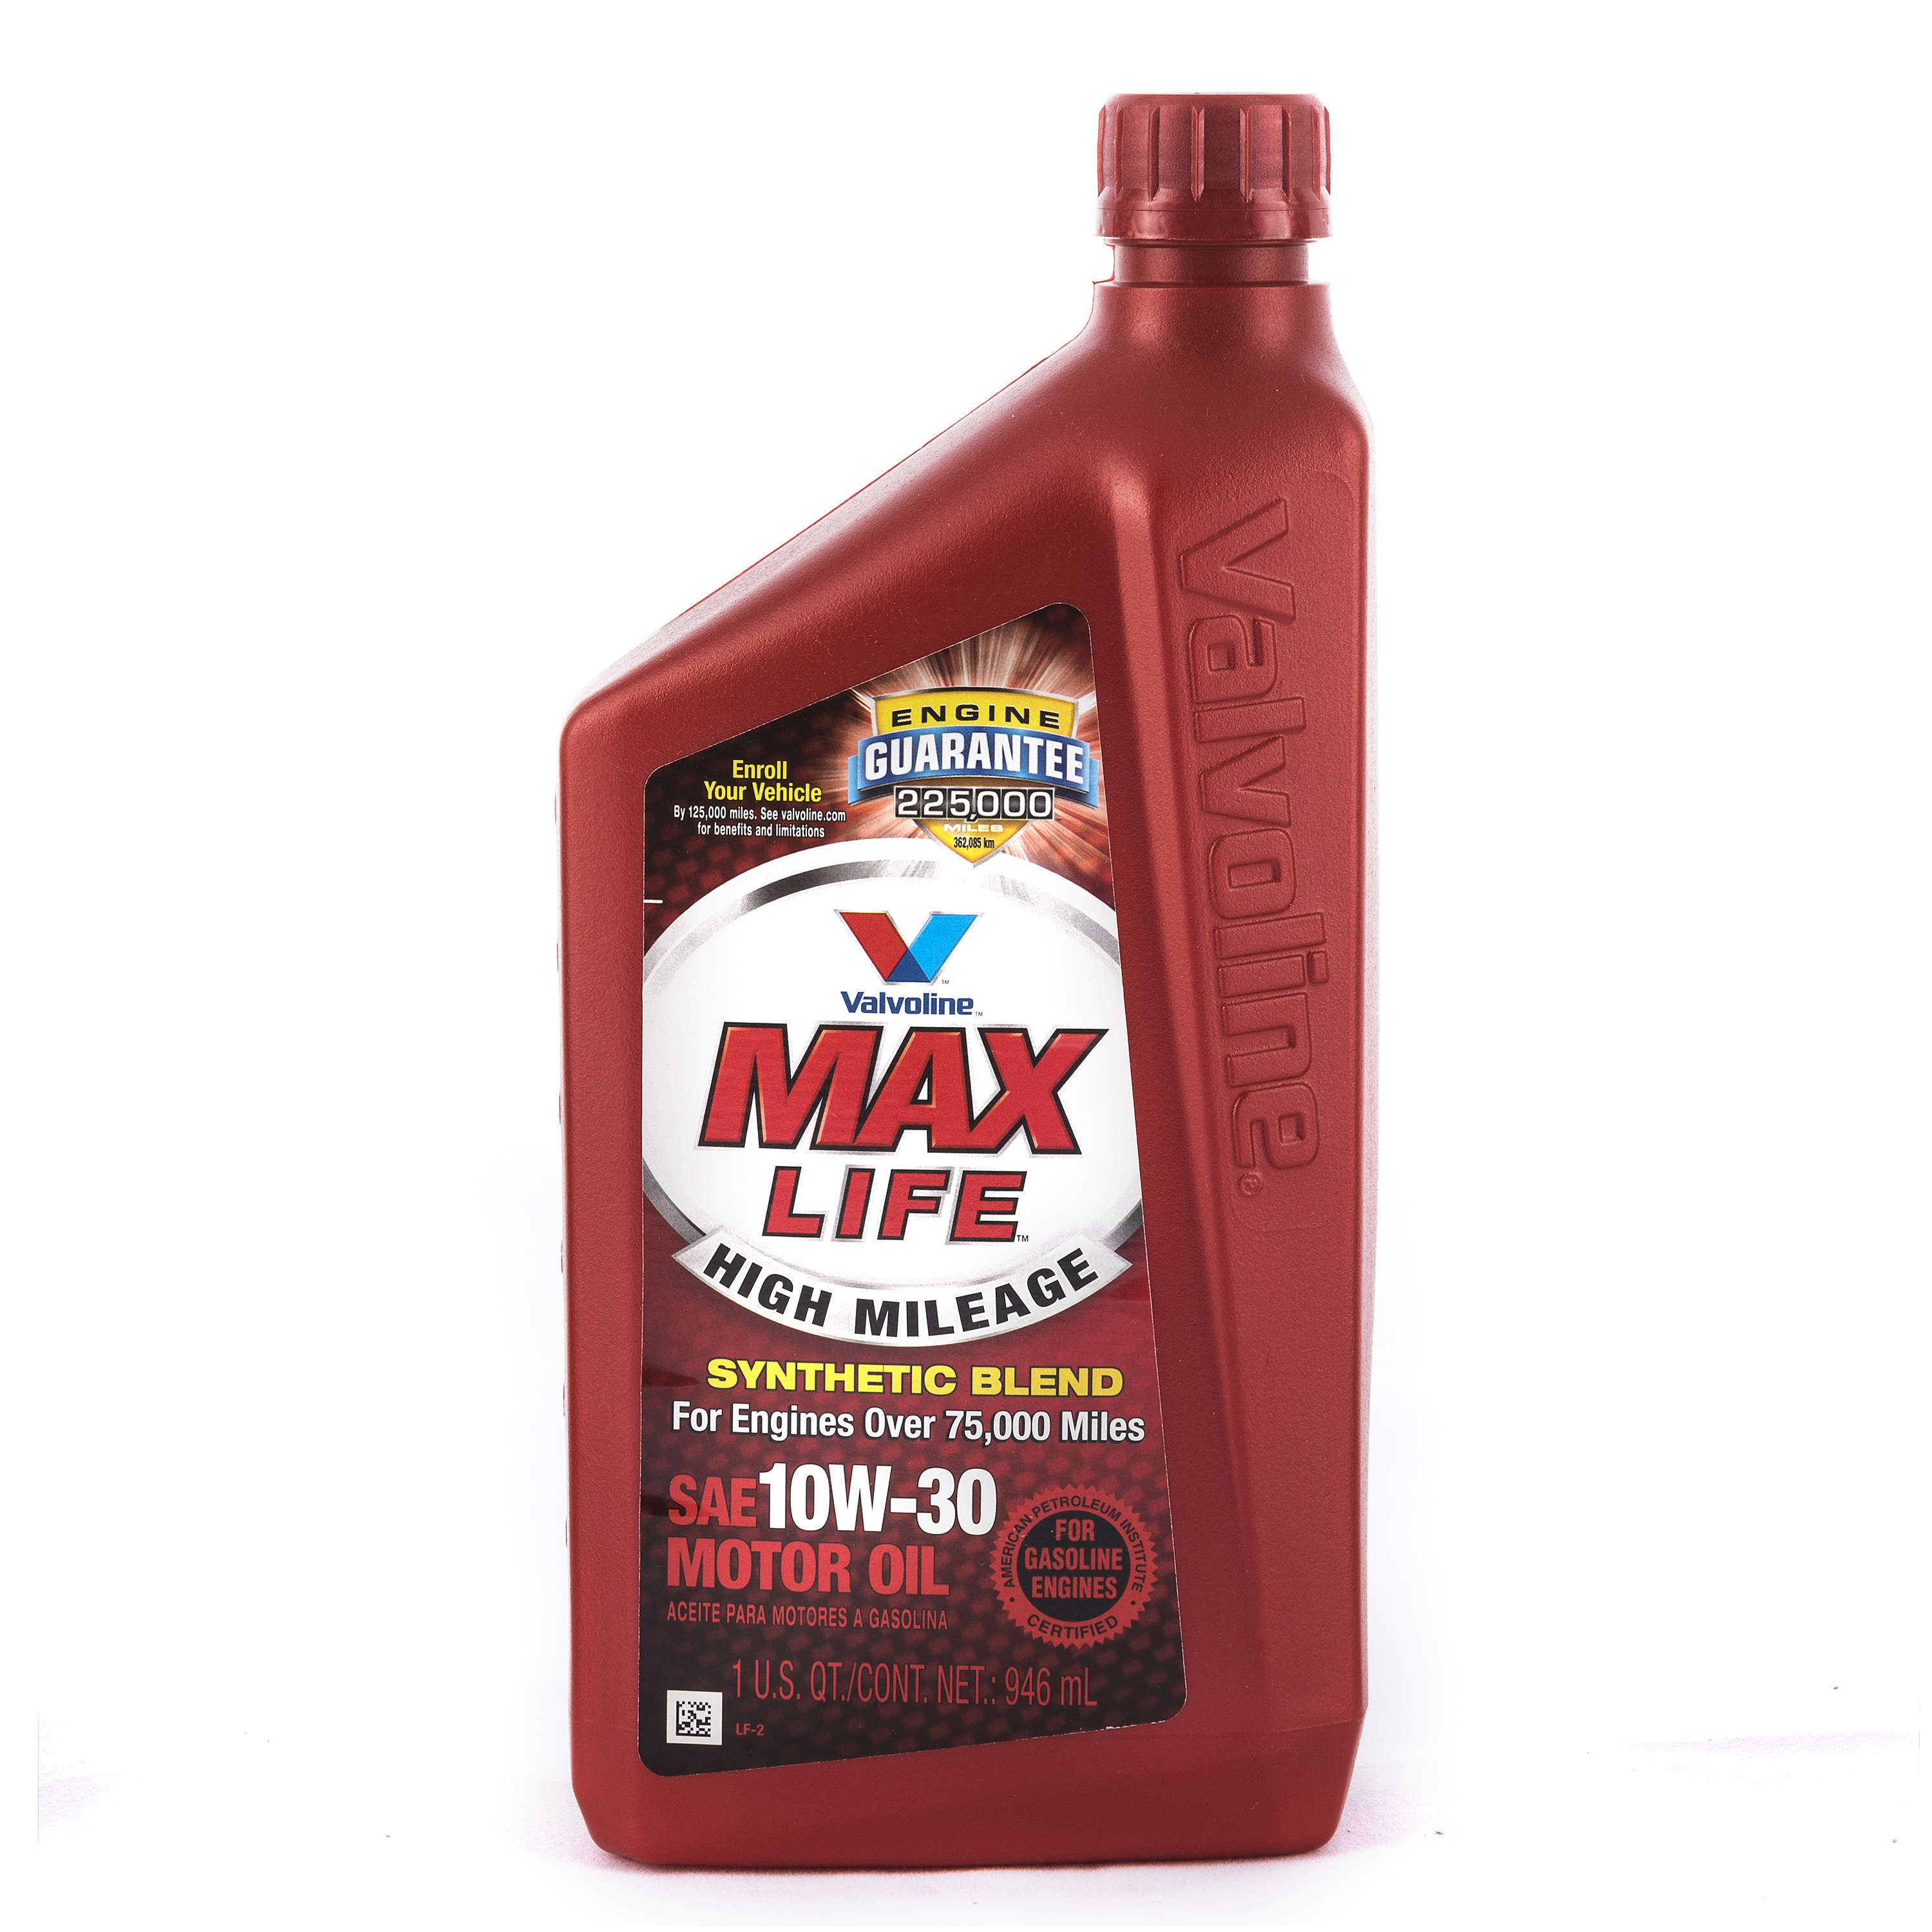 ENGINE
GUARANTEE
225,000
MILES
362,085 km
Enroll
Your Vehicle
By 125,000 miles. See valvoline.com
for benefits and limitations
Valvoline™
MAX
LIFE™
HIGH MILEAGE
SYNTHETIC BLEND
For Engines Over 75,000 Miles
SAE 10W-30
MOTOR OIL
ACEITE PARA MOTORES A GASOLINA
AMERICAN PETROLEUM INSTITUTE
FOR
GASOLINE
ENGINES
CERTIFIED
1 U.S. QT./CONT. NET.: 946 mL
LF-2
Valvoline®